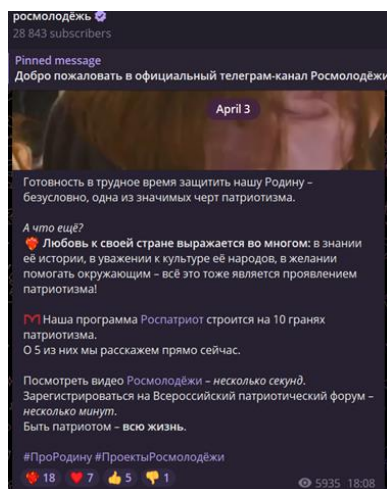 росмолодёжь
28 843 subscribers
Pinned message
Добро пожаловать в официальный телеграм-канал Росмолодёжи
April 3
Готовность в трудное время защитить нашу Родину –
безусловно, одна из значимых черт патриотизма.
А что ещё?
Любовь к своей стране выражается во многом: в знании
её истории, в уважении к культуре её народов, в желании
помогать окружающим – всё это тоже является проявлением
патриотизма!
Наша программа Роспатриот строится на 10 гранях
патриотизма.
О 5 из них мы расскажем прямо сейчас.
Посмотреть видео Росмолодёжи – несколько секунд.
Зарегистрироваться на Всероссийский патриотический форум –
несколько минут.
Быть патриотом – всю жизнь.
#ПроРодину #ПроектыРосмолодёжи
18 7 5 1 5935 18:08